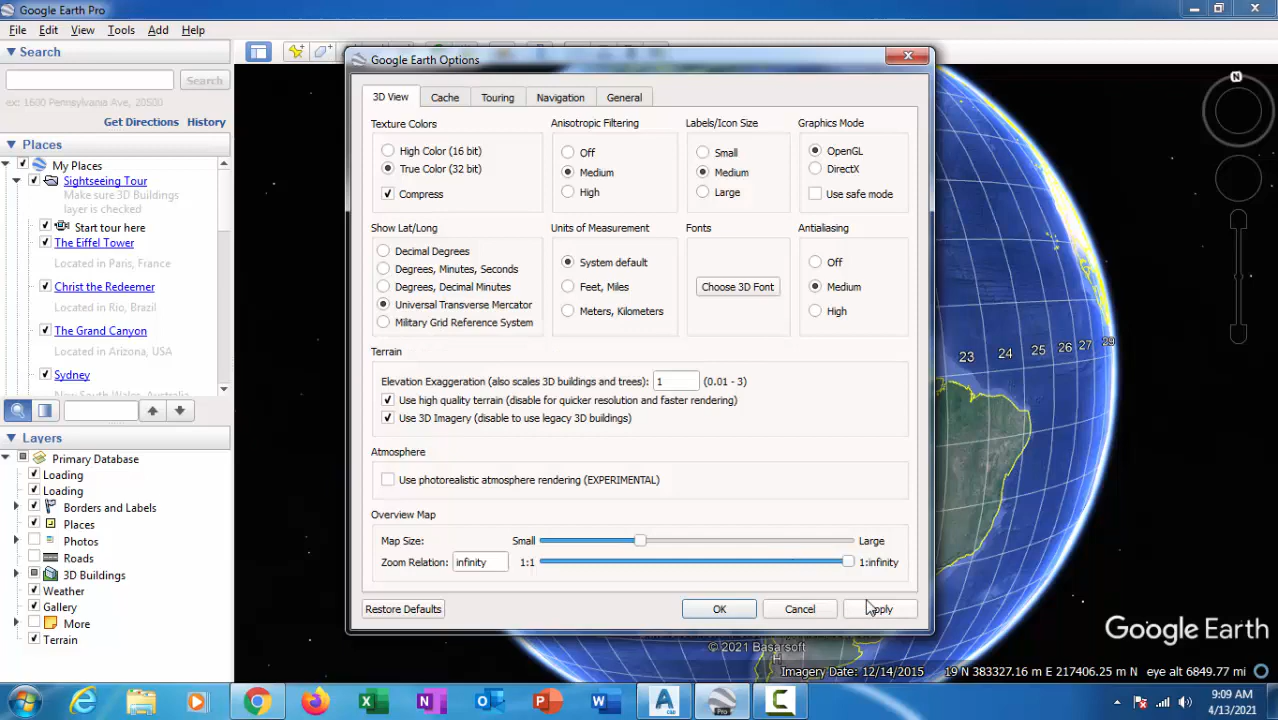 Google Earth Pro
File Edit View Tools Add Help
Search
Search
ex: 1600 Pennsylvania Ave, 20500
Get Directions History
Places
My Places
Sightseeing Tour
Make sure 3D Buildings
layer is checked
Start tour here
The Eiffel Tower
Located in Paris, France
Christ the Redeemer
Located in Rio, Brazil
The Grand Canyon
Located in Arizona, USA
Sydney
New South Wales, Australia
Layers
Primary Database
Loading
Loading
Borders and Labels
Places
Photos
Roads
3D Buildings
Weather
Gallery
More
Terrain
Google Earth Options
3D View Cache Touring Navigation General
Texture Colors
High Color (16 bit)
True Color (32 bit)
Compress
Anisotropic Filtering
Off
Medium
High
Labels/Icon Size
Small
Medium
Large
Graphics Mode
OpenGL
DirectX
Use safe mode
Show Lat/Long
Decimal Degrees
Degrees, Minutes, Seconds
Degrees, Decimal Minutes
Universal Transverse Mercator
Military Grid Reference System
Units of Measurement
System default
Feet, Miles
Meters, Kilometers
Fonts
Choose 3D Font
Antialiasing
Off
Medium
High
Terrain
Elevation Exaggeration (also scales 3D buildings and trees): 1 (0.01 - 3)
Use high quality terrain (disable for quicker resolution and faster rendering)
Use 3D Imagery (disable to use legacy 3D buildings)
Atmosphere
Use photorealistic atmosphere rendering (EXPERIMENTAL)
Overview Map
Map Size: Small Large
Zoom Relation: infinity 1:1 1:infinity
Restore Defaults OK Cancel Apply
N
23 24 25 26 27 29
H
Google Earth
© 2021 Basarsoft
Imagery Date: 12/14/2015 19 N 383327.16 m E 217406.25 m N eye alt 6849.77 mi
Pro
9:09 AM
4/13/2021